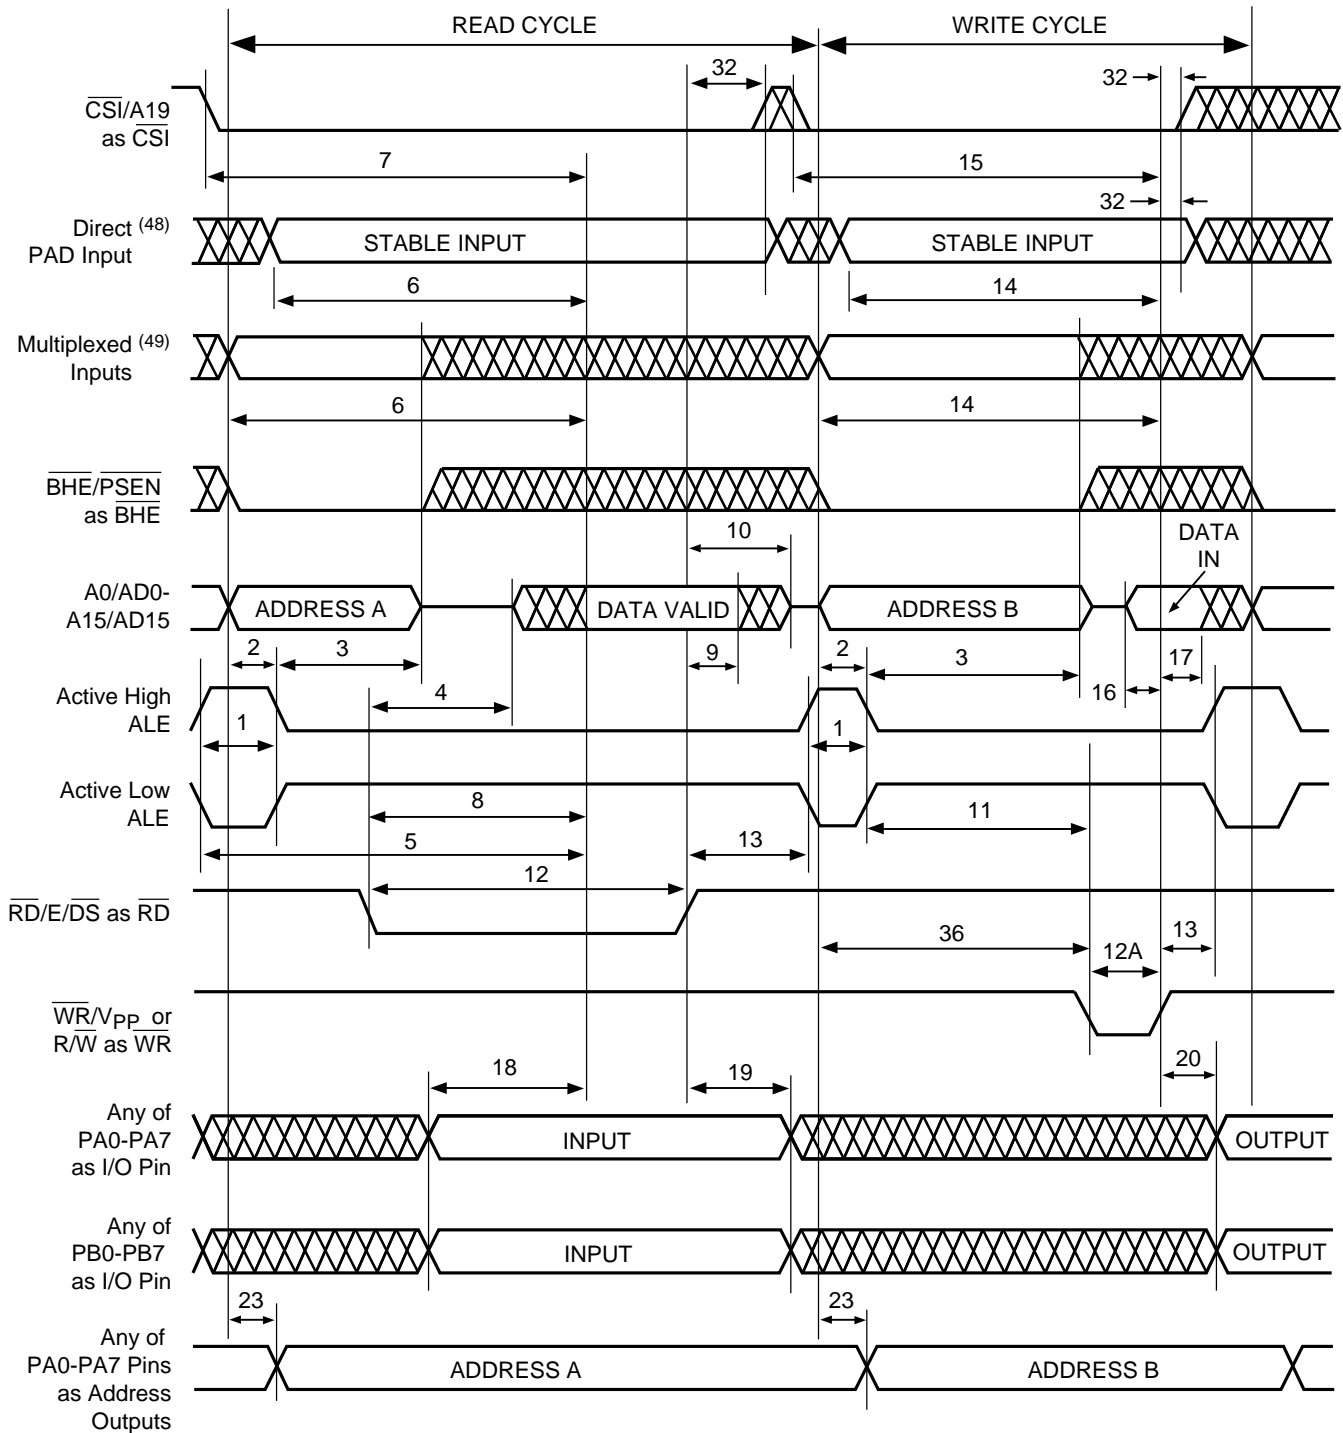 READ CYCLE
WRITE CYCLE
32
32
CSI/A19
as CSI
7
15
32
Direct (48)
PAD Input
STABLE INPUT
STABLE INPUT
6
14
Multiplexed (49)
Inputs
6
14
BHE/PSEN
as BHE
10
DATA
IN
A0/AD0-
A15/AD15
ADDRESS A
DATA VALID
ADDRESS B
2
3
9
2
3
17
4
16
Active High
ALE
1
1
Active Low
ALE
8
11
5
13
12
RD/E/DS as RD
36
12A
13
WR/VPP or
R/W as WR
18
19
20
Any of
PA0-PA7
as I/O Pin
INPUT
OUTPUT
Any of
PB0-PB7
as I/O Pin
INPUT
OUTPUT
23
23
Any of
PA0-PA7 Pins
as Address
Outputs
ADDRESS A
ADDRESS B